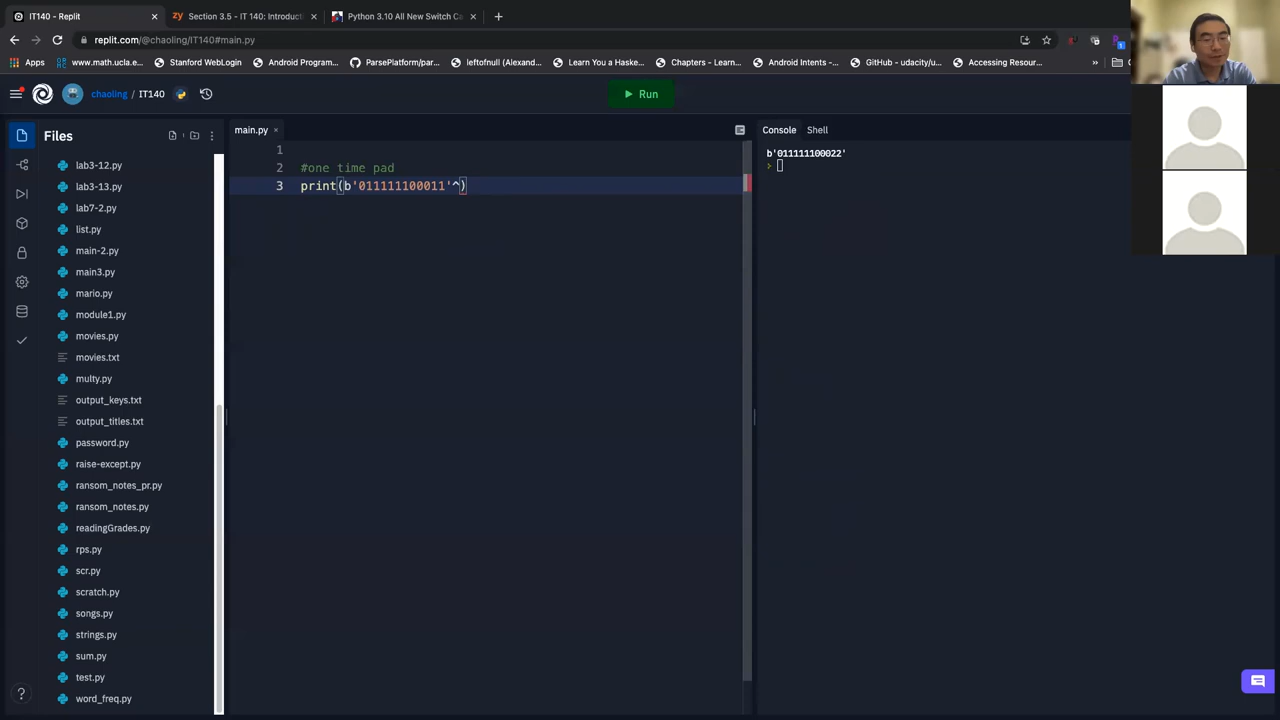 IT140 - Replit
Section 3.5 - IT 140: Introducti
Python 3.10 All New Switch Ca
replit.com/@chaoling/IT140#main.py
Apps
www.math.ucla.e...
Stanford WebLogin
Android Program...
ParsePlatform/par...
leftofnull (Alexand...
Learn You a Haske...
Chapters - Learn...
Android Intents -...
GitHub - udacity/u...
Accessing Resour...
»
chaoling / IT140
Run
Files
main.py
Console
Shell
lab3-12.py
lab3-13.py
lab7-2.py
list.py
main-2.py
main3.py
mario.py
module1.py
movies.py
movies.txt
multy.py
output_keys.txt
output_titles.txt
password.py
raise-except.py
ransom_notes_pr.py
ransom_notes.py
readingGrades.py
rps.py
scr.py
scratch.py
songs.py
strings.py
sum.py
test.py
word_freq.py
1
2 #one time pad
3 print(b'011111100011'^)
b'011111100022'